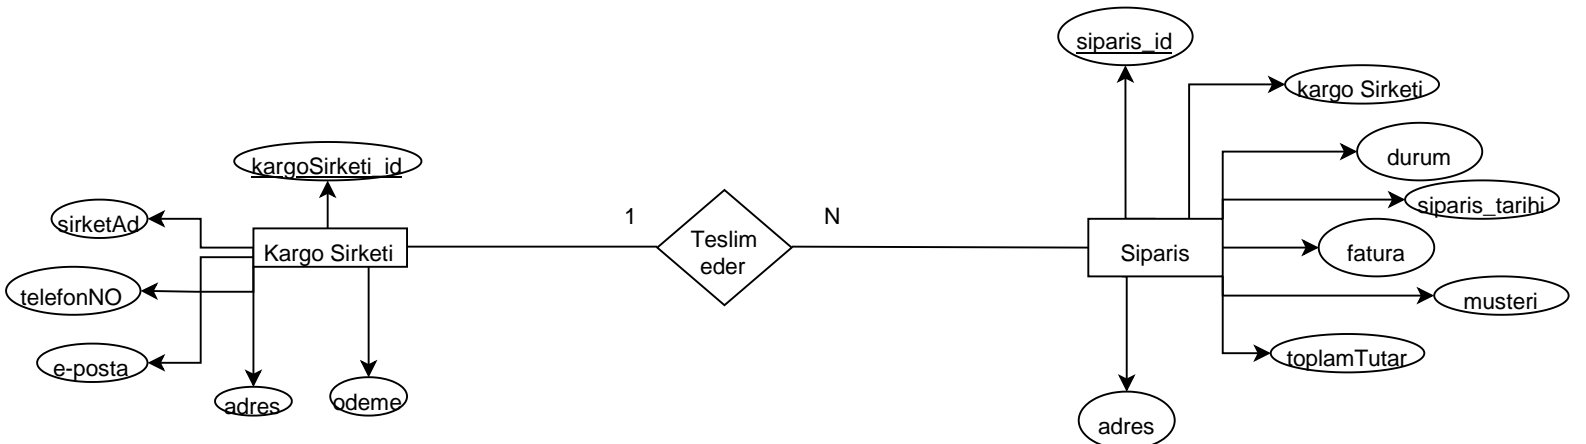 siparis_id
kargo Sirketi
durum
kargoSirketi_id
siparis_tarihi
sirketAd
1
N
Teslim
eder
Kargo Sirketi
Siparis
fatura
telefonNO
musteri
e-posta
toplamTutar
adres
odeme
adres